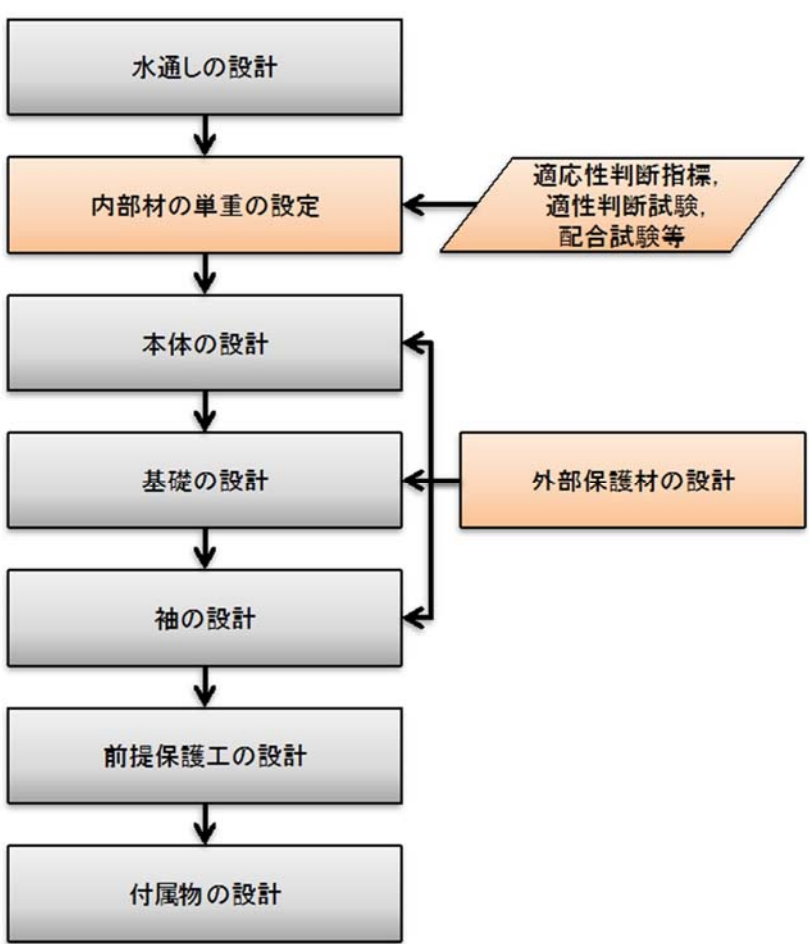 水通しの設計
内部材の単重の設定
適応性判断指標,
適性判断試験,
配合試験等
本体の設計
基礎の設計
外部保護材の設計
袖の設計
前提保護工の設計
付属物の設計